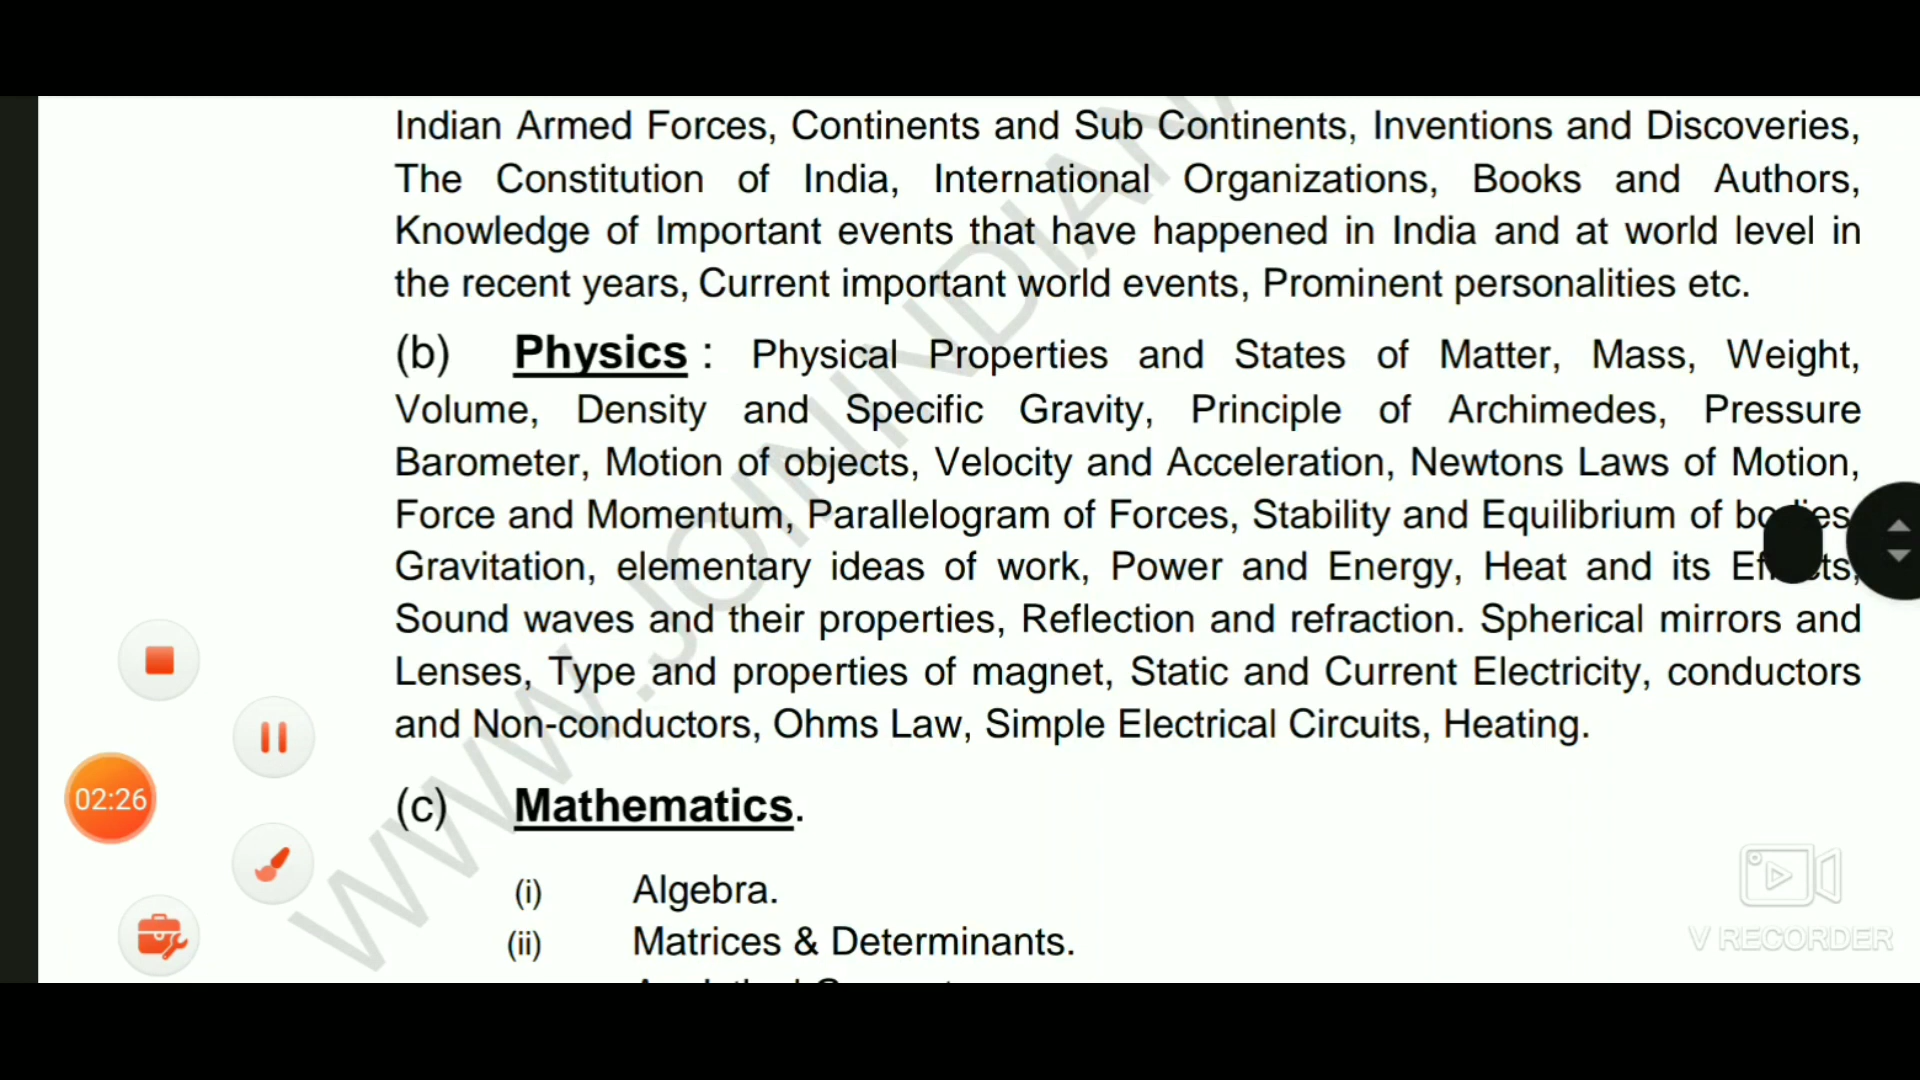 Indian Armed Forces, Continents and Sub Continents, Inventions and Discoveries,
The Constitution of India, International Organizations, Books and Authors,
Knowledge of Important events that have happened in India and at world level in
the recent years, Current important world events, Prominent personalities etc.
(b) Physics : Physical Properties and States of Matter, Mass, Weight,
Volume, Density and Specific Gravity, Principle of Archimedes, Pressure
Barometer, Motion of objects, Velocity and Acceleration, Newtons Laws of Motion,
Force and Momentum, Parallelogram of Forces, Stability and Equilibrium of
Gravitation, elementary ideas of work, Power and Energy, Heat and its
Sound waves and their properties, Reflection and refraction. Spherical mirrors and
Lenses, Type and properties of magnet, Static and Current Electricity, conductors
and Non-conductors, Ohms Law, Simple Electrical Circuits, Heating.
(c) Mathematics.
(i) Algebra.
(ii) Matrices & Determinants.
WWW.JOININDIAN
02:26
V RECORDER